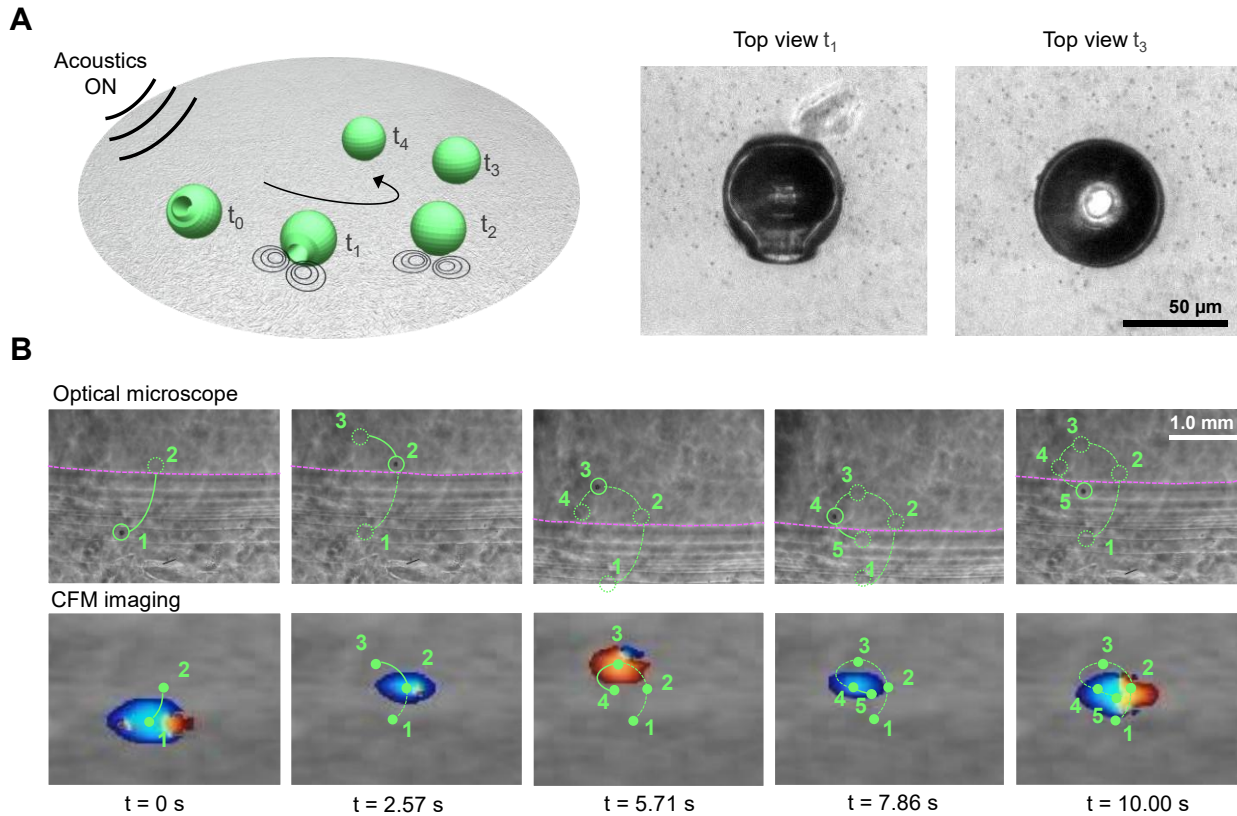 A
Acoustics
ON
t0
t1
t2
t3
t4
Top view t1
Top view t3
50 µm
B
Optical microscope
1
2
1
2
3
1
2
3
4
1
2
3
4
5
1
2
3
4
5
1.0 mm
CFM imaging
1
2
1
2
3
1
2
3
4
1
2
3
4
5
1
2
3
4
5
t = 0 s
t = 2.57 s
t = 5.71 s
t = 7.86 s
t = 10.00 s